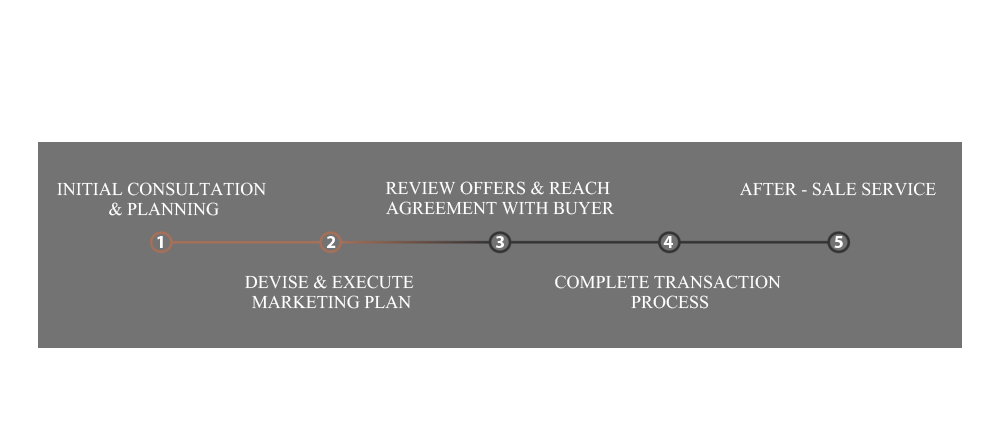 INITIAL CONSULTATION
& PLANNING
REVIEW OFFERS & REACH
AGREEMENT WITH BUYER
AFTER - SALE SERVICE
1
2
3
4
5
DEVISE & EXECUTE
MARKETING PLAN
COMPLETE TRANSACTION
PROCESS